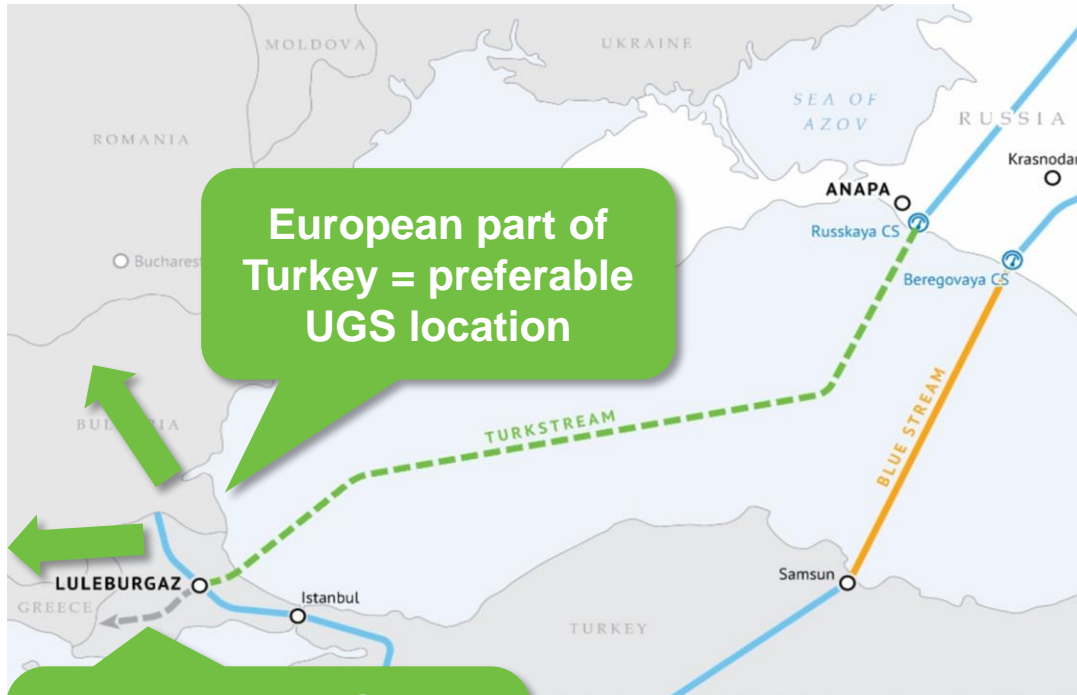 MOLDOVA
UKRAINE
SEA OF
AZOV
RUSSIA
ROMANIA
Krasnodar
ANAPA
Russkaya CS
European part of
Turkey = preferable
UGS location
Beregovaya CS
BULGARIA
TURKSTREAM
BLUE STREAM
LULEBURGAZ
Samsun
Istanbul
GREECE
TURKEY